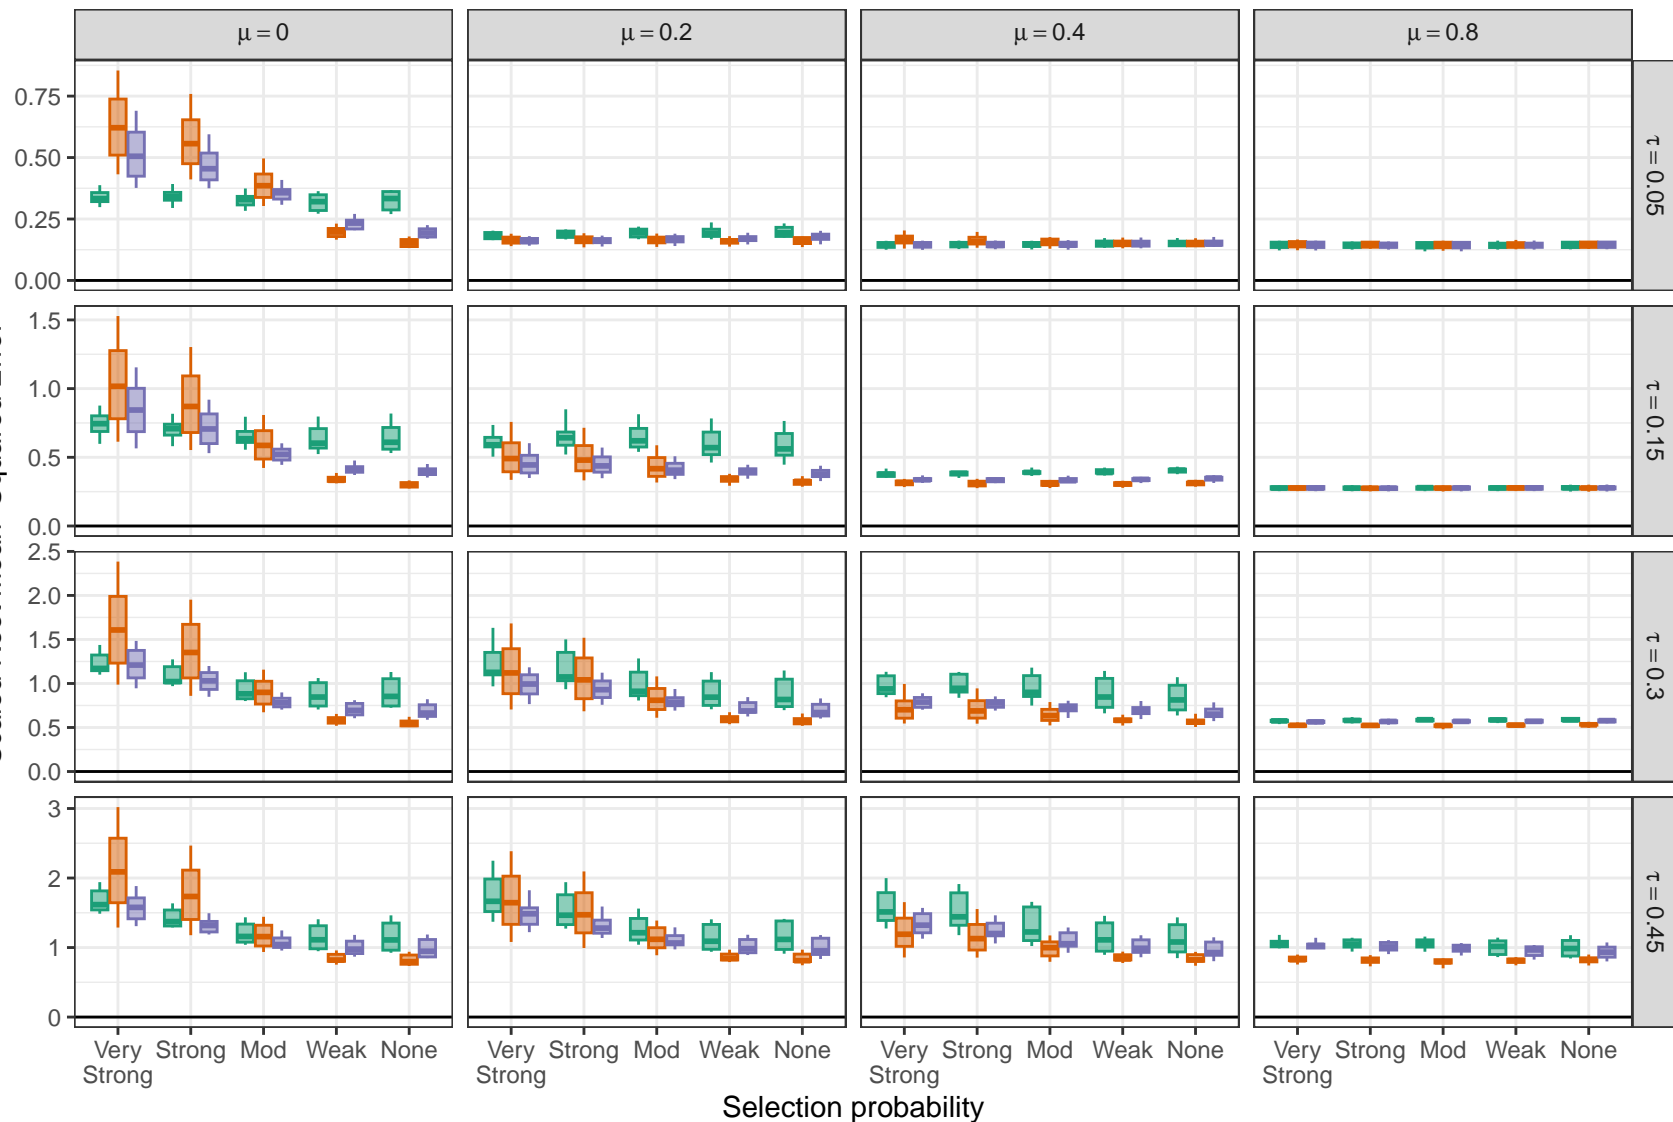 μ = 0
μ = 0.2
μ = 0.4
μ = 0.8
0.75
0.50
0.25
0.00
τ = 0.05
1.5
1.0
0.5
0.0
τ = 0.15
2.5
2.0
1.5
1.0
0.5
0.0
τ = 0.3
3
2
1
0
τ = 0.45
Very Strong Mod Weak None Very Strong Mod Weak None Very Strong Mod Weak None Very Strong Mod Weak None
Strong Strong Strong Strong
Selection probability